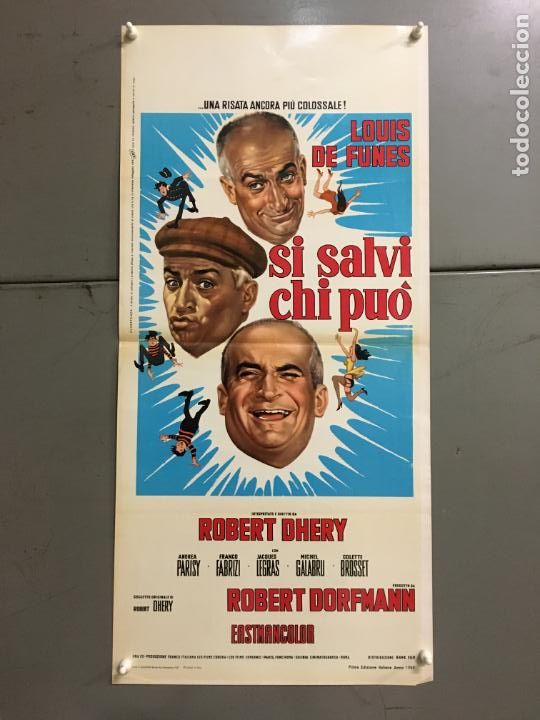 ...UNA RISATA ANCORA PIÙ COLOSSALE!
LOUIS
DE FUNES
si salvi
chi può
INTERPRETATO E DIRETTO DA
ROBERT DHERY
CON
ANDREA PARISY
FRANCO FABRIZI
JACQUES LEGRAS
MICHEL GALABRU
COLETTE BROSSET
SOGGETTO ORIGINALE DI
ROBERT DHERY
PRODOTTO DA
ROBERT DORFMANN
EASTMANCOLOR
todocoleccion.net